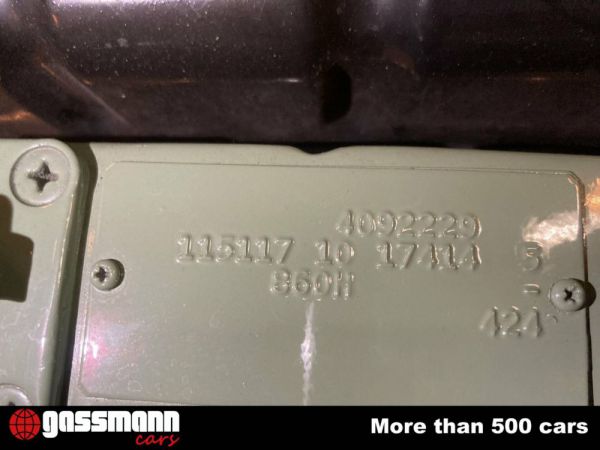 4092229
115117 10 17414 5
860H -
424
gassmann
cars
More than 500 cars